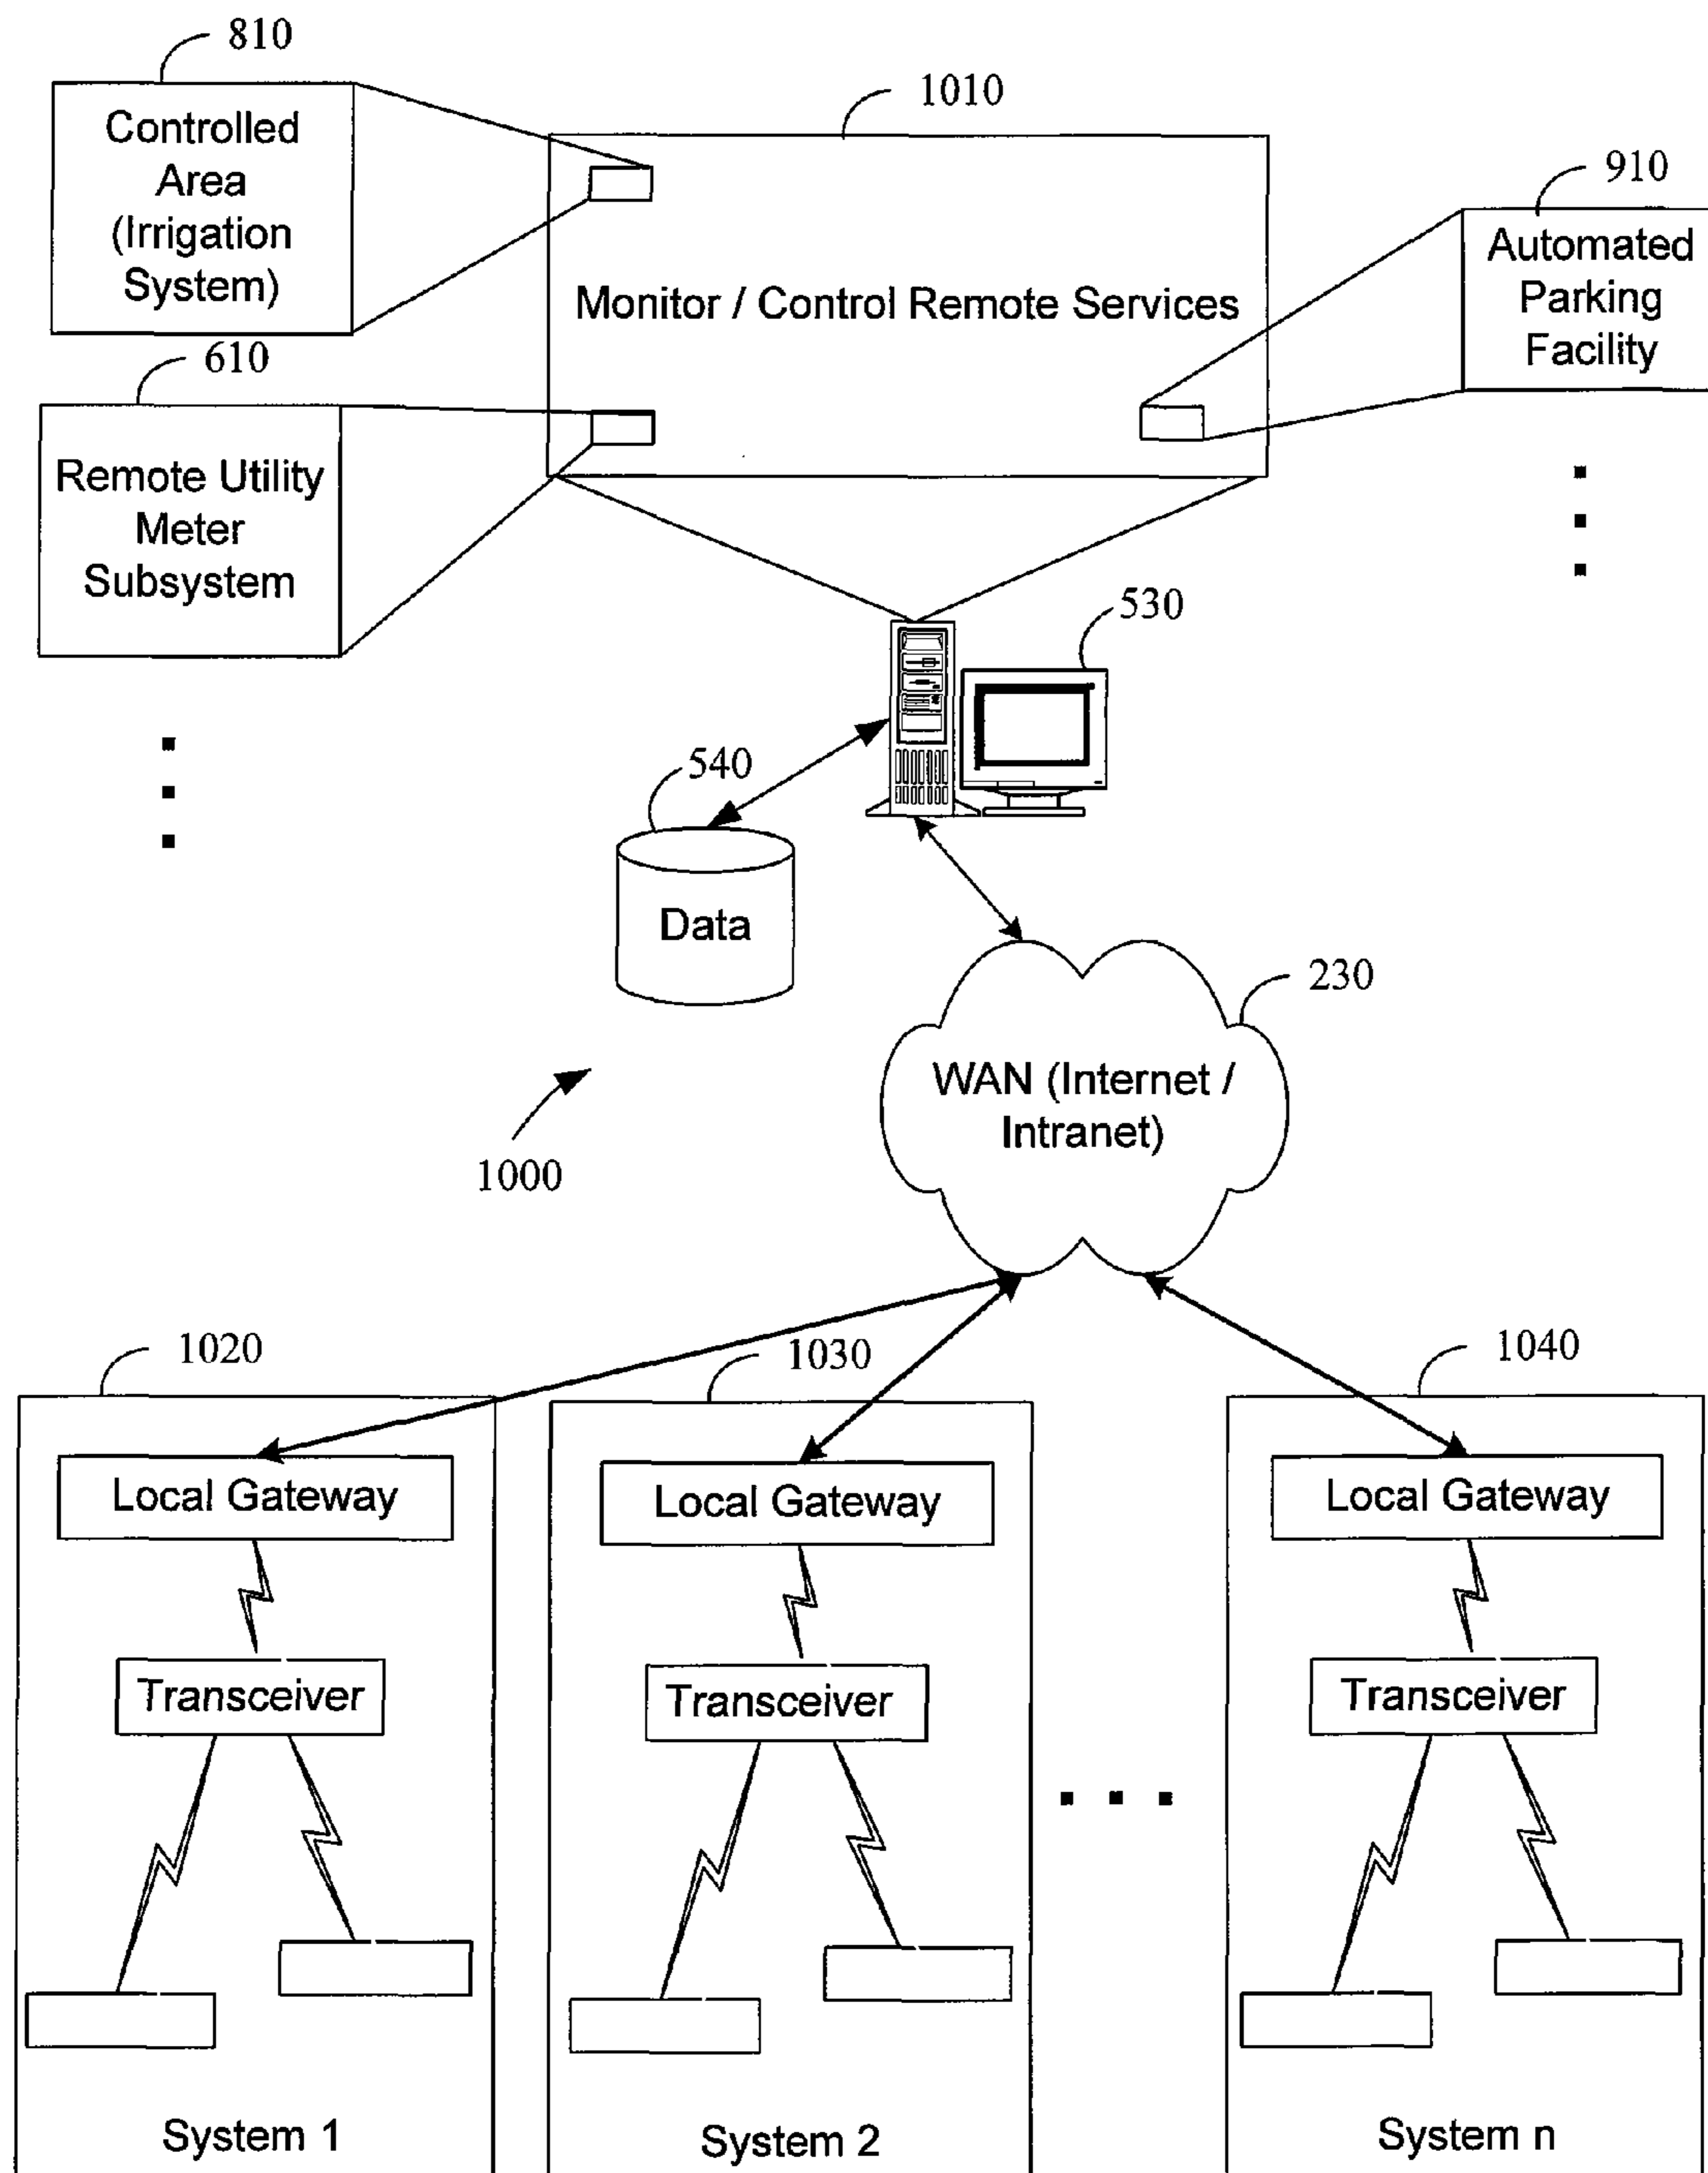 810
Controlled
Area
(Irrigation
System)
1010
Monitor / Control Remote Services
910
Automated
Parking
Facility
610
Remote Utility
Meter
Subsystem
530
540
Data
230
WAN (Internet /
Intranet)
1000
1020
Local Gateway
Transceiver
System 1
1030
Local Gateway
Transceiver
System 2
1040
Local Gateway
Transceiver
System n